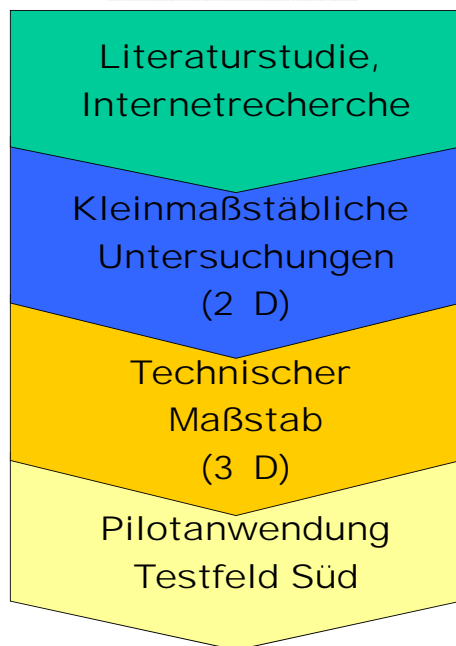 Literaturstudie,
Internetrecherche
Kleinmaßstäbliche
Untersuchungen
(2 D)
Technischer
Maßstab
(3 D)
Pilotanwendung
Testfeld Süd